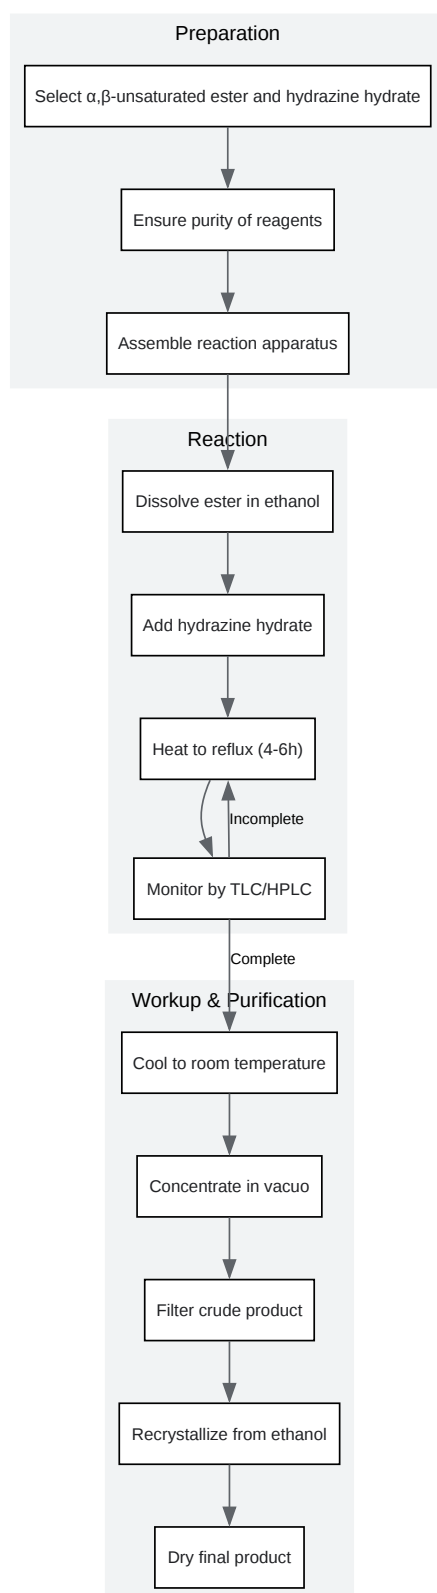 Preparation
Select α,β-unsaturated ester and hydrazine hydrate
Ensure purity of reagents
Assemble reaction apparatus
Reaction
Dissolve ester in ethanol
Add hydrazine hydrate
Heat to reflux (4-6h)
Incomplete
Monitor by TLC/HPLC
Complete
Workup & Purification
Cool to room temperature
Concentrate in vacuo
Filter crude product
Recrystallize from ethanol
Dry final product